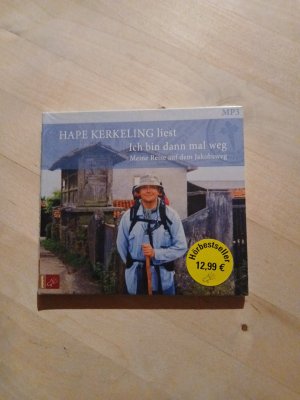 MP3
HAPE KERKELING liest
Ich bin dann mal weg
Meine Reise auf dem Jakobsweg
Hörbestseller
12,99 €